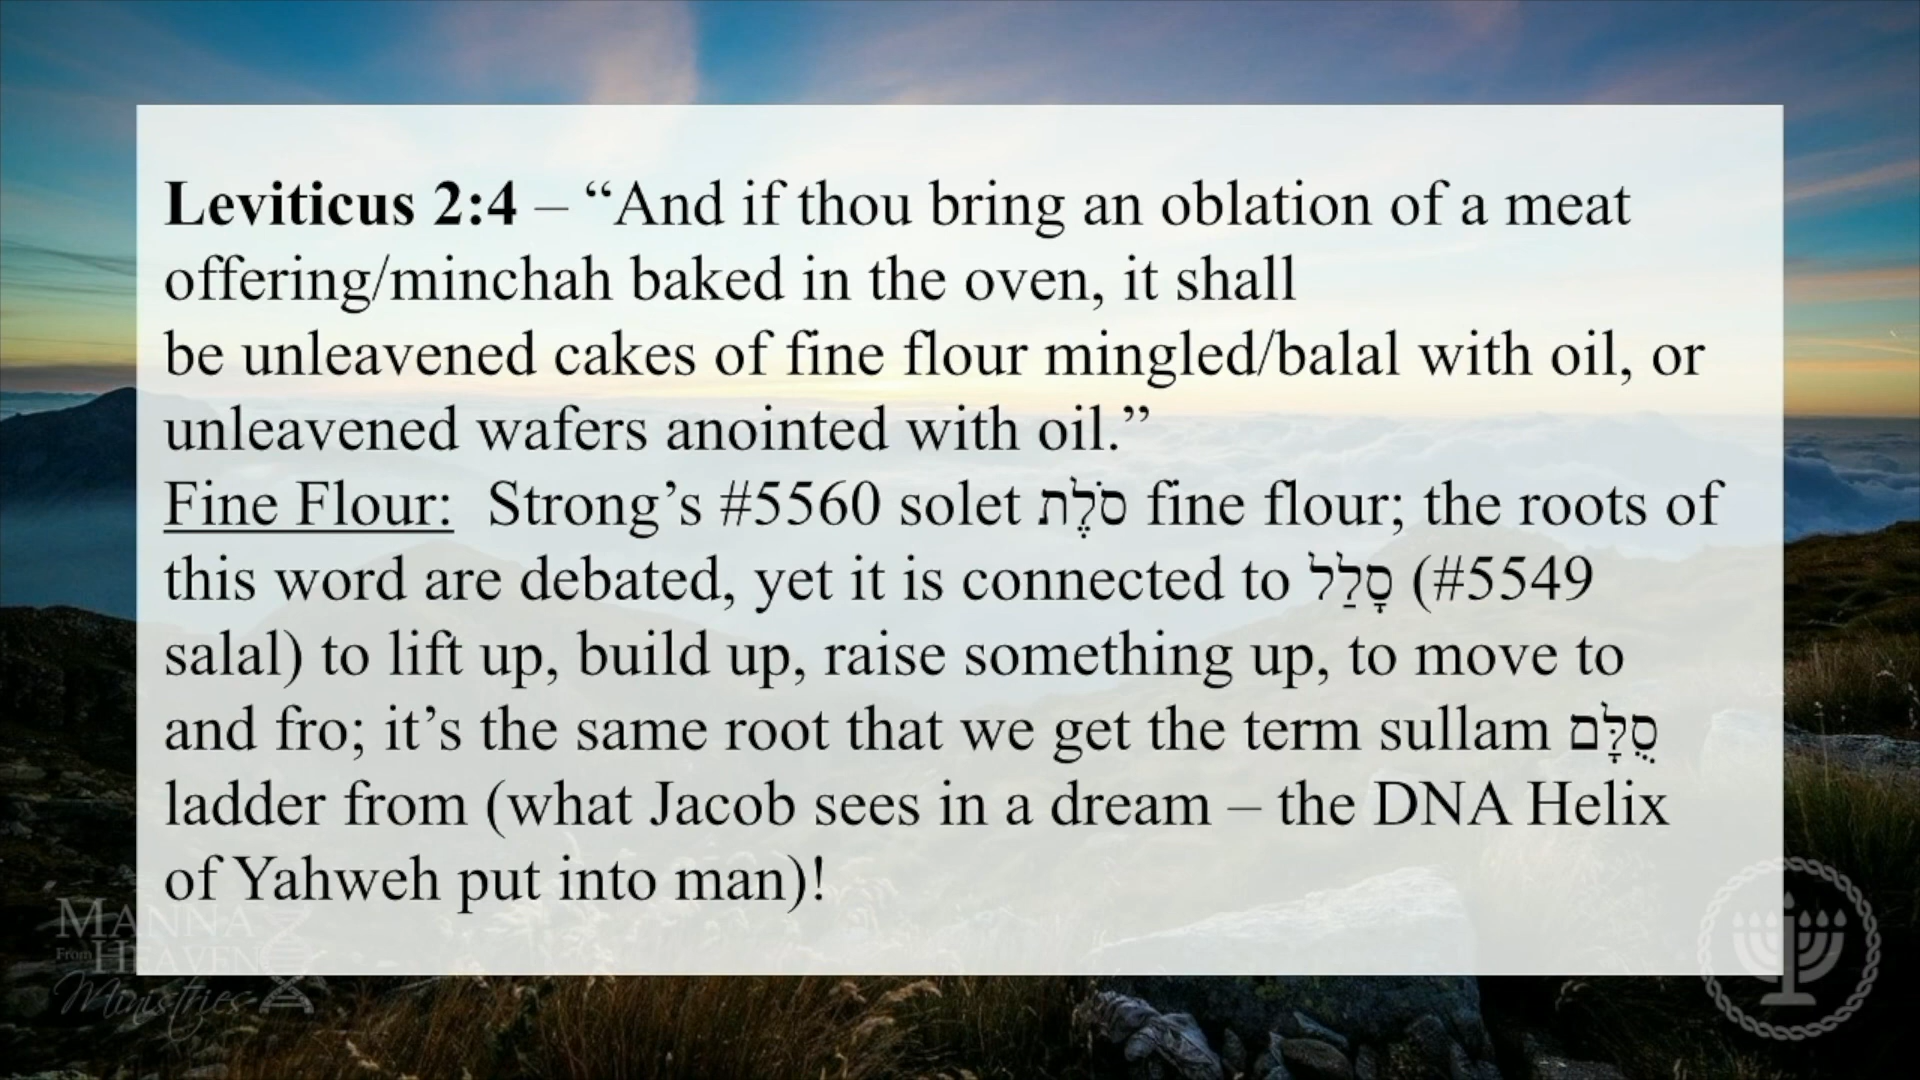 Leviticus 2:4 – “And if thou bring an oblation of a meat
offering/minchah baked in the oven, it shall
be unleavened cakes of fine flour mingled/balal with oil, or
unleavened wafers anointed with oil.”
Fine Flour:  Strong’s #5560 solet סֹלֶת fine flour; the roots of
this word are debated, yet it is connected to סָלַל (#5549
salal) to lift up, build up, raise something up, to move to
and fro; it’s the same root that we get the term sullam סֻלָּם
ladder from (what Jacob sees in a dream – the DNA Helix
of Yahweh put into man)!
MANNA
From HEAVEN
Ministries